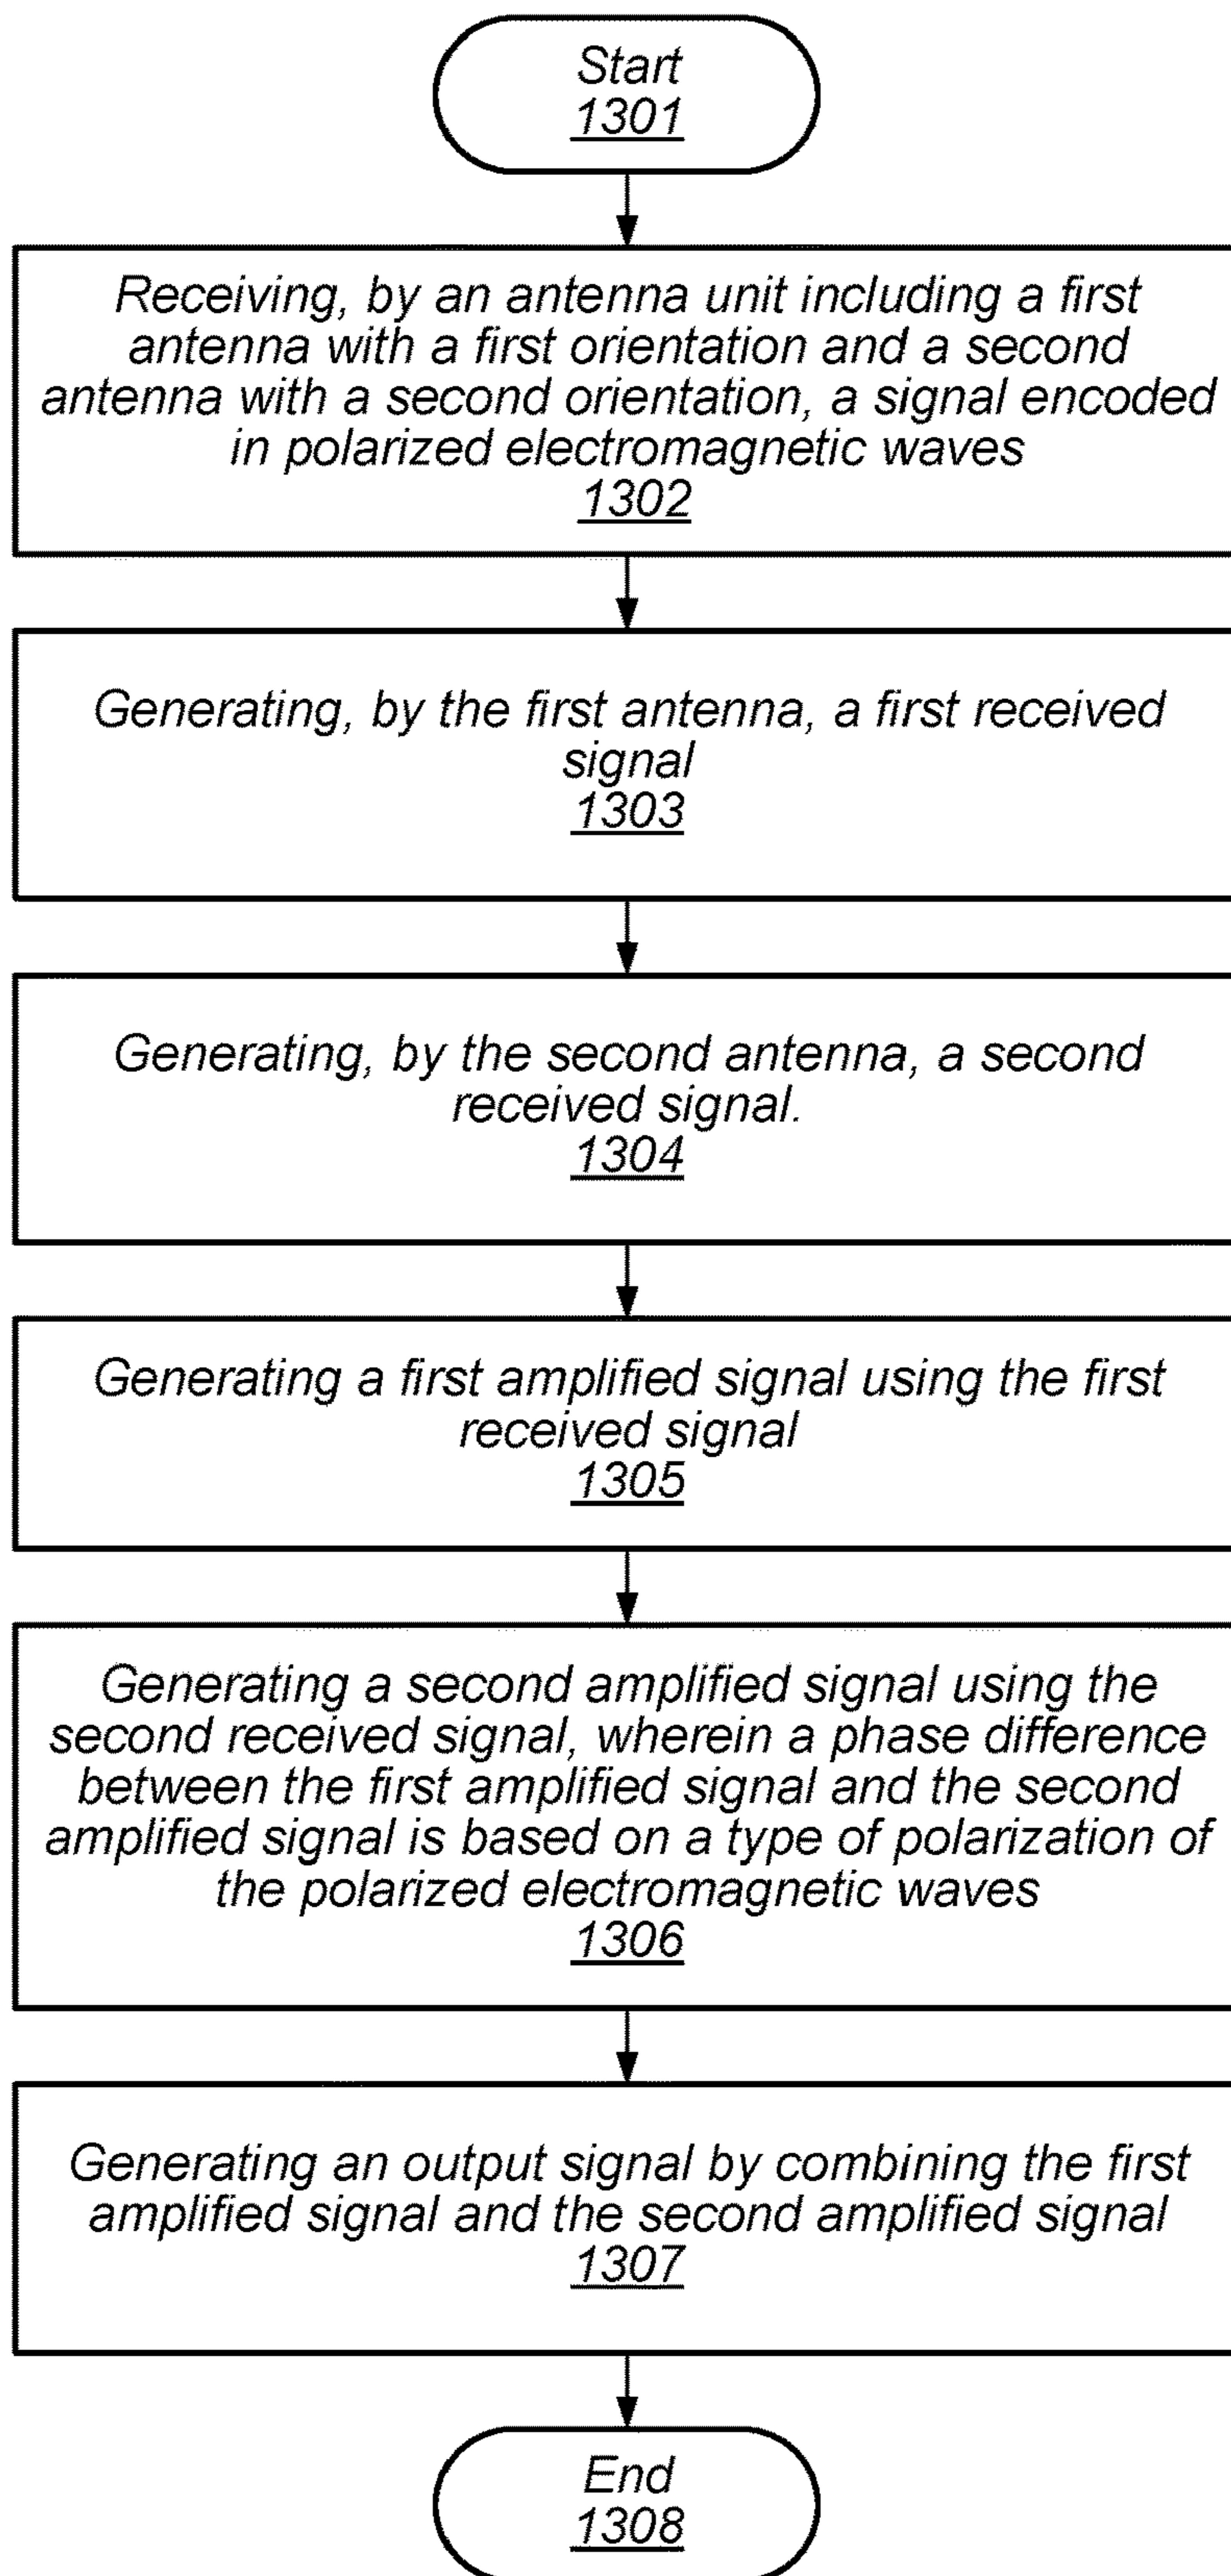 Start
1301
Receiving, by an antenna unit including a first
antenna with a first orientation and a second
antenna with a second orientation, a signal encoded
in polarized electromagnetic waves
1302
Generating, by the first antenna, a first received
signal
1303
Generating, by the second antenna, a second
received signal.
1304
Generating a first amplified signal using the first
received signal
1305
Generating a second amplified signal using the
second received signal, wherein a phase difference
between the first amplified signal and the second
amplified signal is based on a type of polarization of
the polarized electromagnetic waves
1306
Generating an output signal by combining the first
amplified signal and the second amplified signal
1307
End
1308